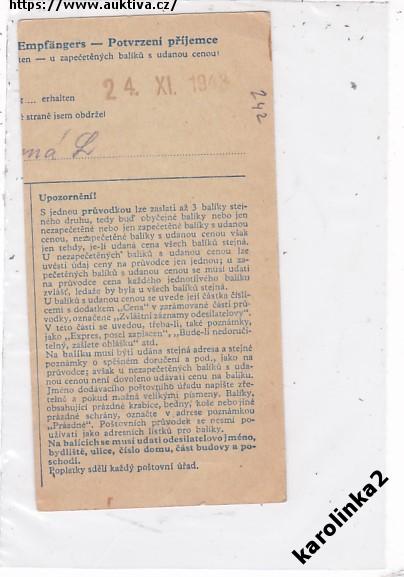 https://www.auktiva.cz/
Empfängers — Potvrzení příjemce
ten — u zapečetěných balíků s udanou cenou!
... erhalten
24. XI. 1943
242
é straně jsem obdržel
má L
Upozornění!
S jednou průvodkou lze zaslati až 3 balíky stej-
ného druhu, tedy buď obyčejné balíky nebo jen
nezapečetěné nebo jen zapečetěné balíky s udanou
cenou, nezapečetěné balíky s udanou cenou však
jen tehdy, je-li udaná cena všech balíků stejná.
U nezapečetěných balíků s udanou cenou lze
uvésti údaj ceny na průvodce jen jednou; u za-
pečetěných balíků s udanou cenou se musí udati
na průvodce cena každého jednotlivého balíku
zvlášť, ledaže by byla u všech balíků stejná.
U balíků s udanou cenou se uvede její částka číslic-
cemi s dodatkem „Cena" v zarámované části prů-
vodky, označené „Zvláštní záznamy odesilatelovy".
V této části se uvedou, třeba-li, také poznámky,
jako „Expres, posel zaplacen", „Bude-li nedoručí-
telný, zašlete obhlášku" atd.
Na balíku musí býti udána stejná adresa a stejné
poznámky o spěšném doručení a pod., jako na
průvodce; avšak u nezapečetěných balíků s uda-
nou cenou není dovoleno udávati cenu na balíku.
Jméno dodávacího poštovního úřadu napište zře-
telně a pokud možná velikými písmeny. Balíky,
obsahující prázdné krabice, bedny, koše nebo jiné
prázdné schrány, označte v adrese poznámkou
„Prázdné". Poštovních průvodek se nesmí po-
užívati jako adresních lístků pro balíky.
Na balících se musí udati odesilatelovo jméno,
bydliště, ulice, číslo domu, část budovy a po-
schodí.
Poplatky sdělí každý poštovní úřad.
karolinka2